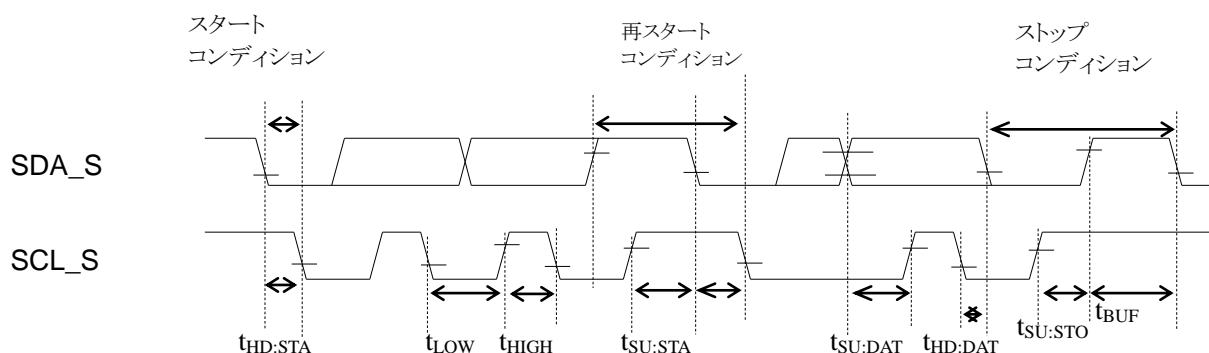 スタート
コンディション
再スタート
コンディション
ストップ
コンディション
SDA_S
SCL_S
tHD:STA
tLOW
tHIGH
tSU:STA
tSU:DAT
tHD:DAT
tSU:STO
tBUF